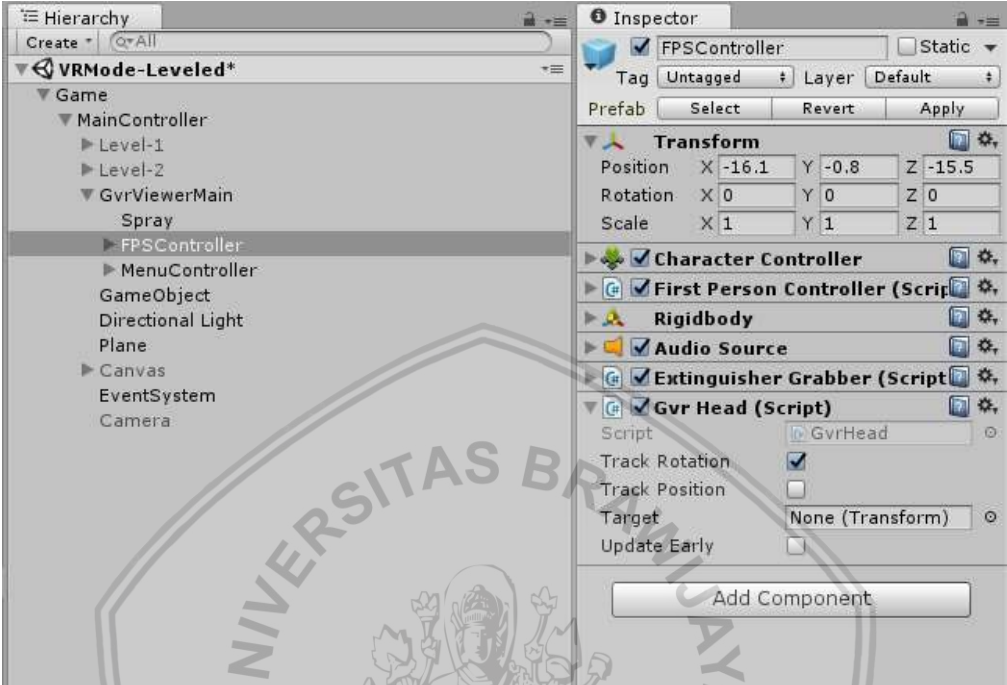 Hierarchy
Create
All
VRMode-Leveled*
Game
MainController
Level-1
Level-2
GvrViewerMain
Spray
FPSController
MenuController
GameObject
Directional Light
Plane
Canvas
EventSystem
Camera
Inspector
FPSController Static
Tag Untagged Layer Default
Prefab Select Revert Apply
Transform
Position X -16.1 Y -0.8 Z -15.5
Rotation X 0 Y 0 Z 0
Scale X 1 Y 1 Z 1
Character Controller
First Person Controller (Scrip
Rigidbody
Audio Source
Extinguisher Grabber (Script
Gvr Head (Script)
Script GvrHead
Track Rotation
Track Position
Target None (Transform)
Update Early
Add Component
NIVERSITAS BRAWIJAY